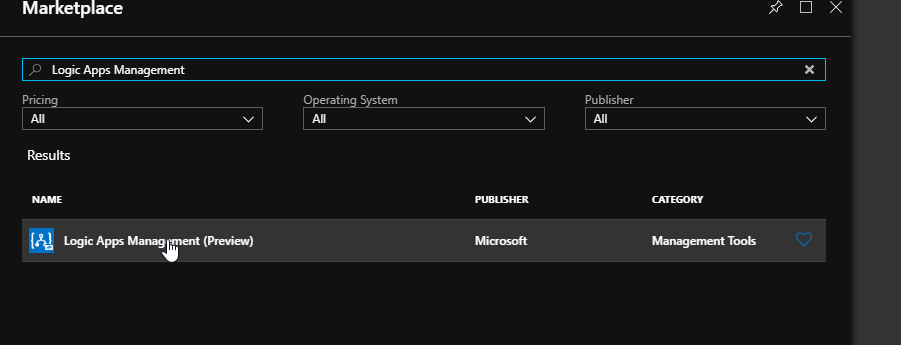 Marketplace
Logic Apps Management
Pricing Operating System Publisher
All All All
Results
NAME PUBLISHER CATEGORY
Logic Apps Management (Preview) Microsoft Management Tools